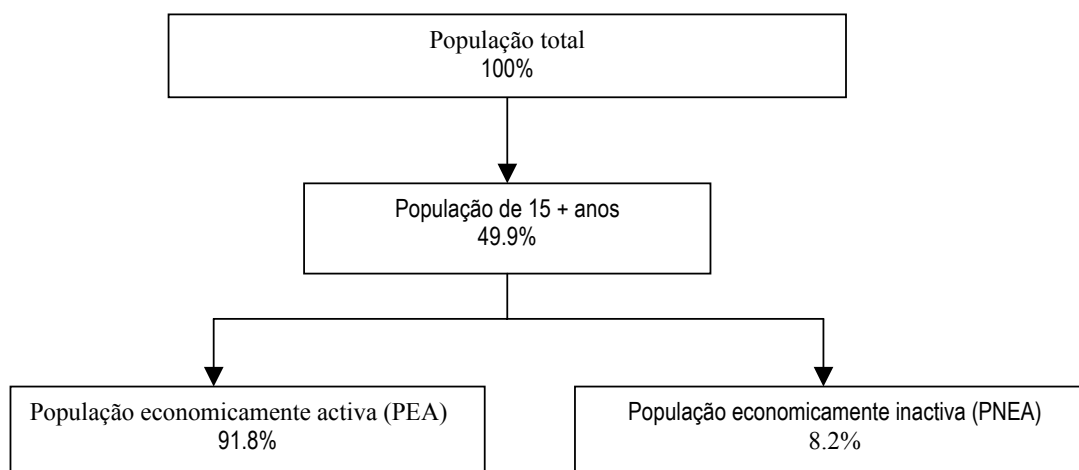 População total
100%
População de 15 + anos
49.9%
População economicamente activa (PEA)
91.8%
População economicamente inactiva (PNEA)
8.2%